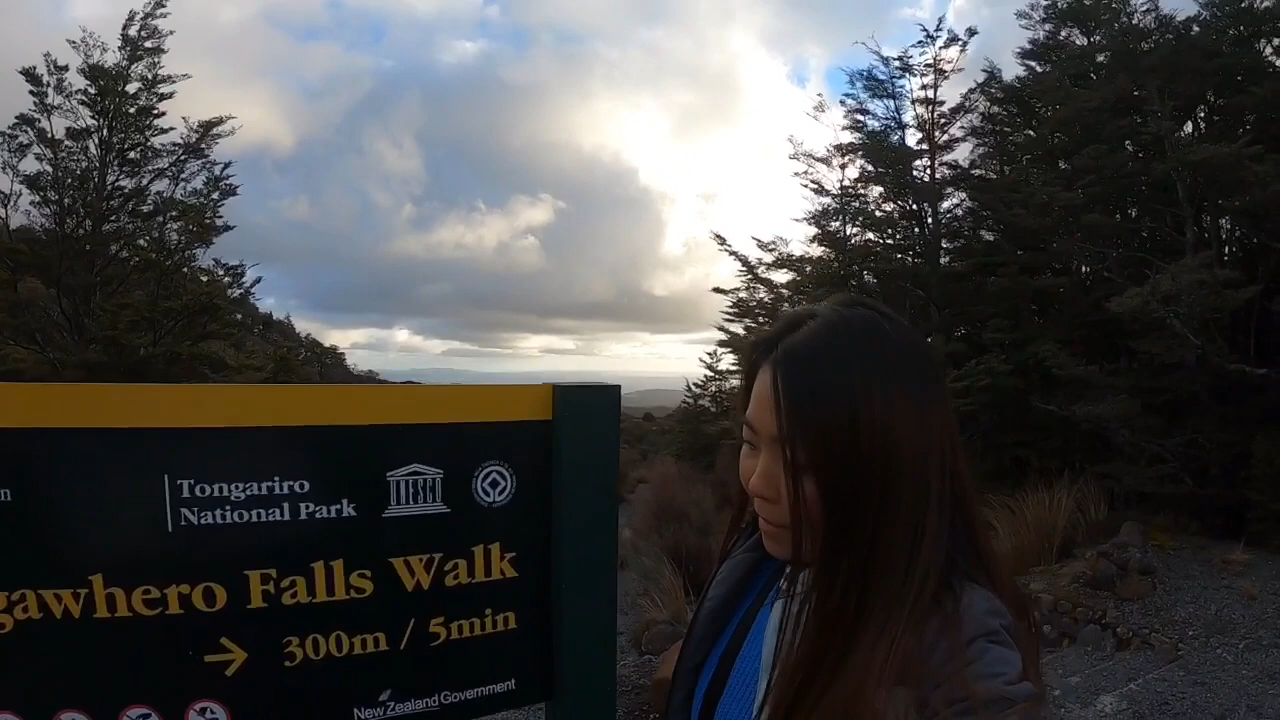 n
Tongariro
National Park
UNESCO
gawhero Falls Walk
→ 300m / 5min
New Zealand Government